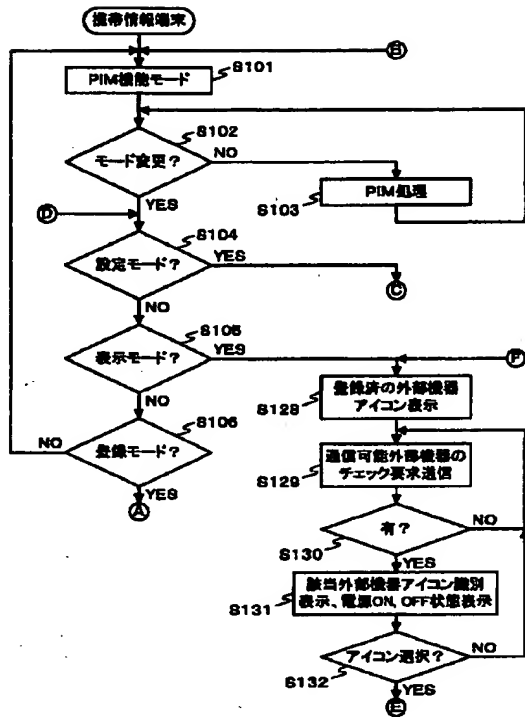 携帯情報端末
B
PIM機能モード
S101
モード変更?
S102
NO
YES
PIM処理
S103
D
設定モード?
S104
YES
C
NO
表示モード?
S105
YES
F
NO
登録モード?
S106
NO
YES
A
登録済の外部機器
アイコン表示
S128
通信可能外部機器の
チェック要求送信
S129
有?
S130
NO
YES
該当外部機器アイコン識別
表示、電源ON、OFF状態表示
S131
アイコン選択?
S132
NO
YES
E